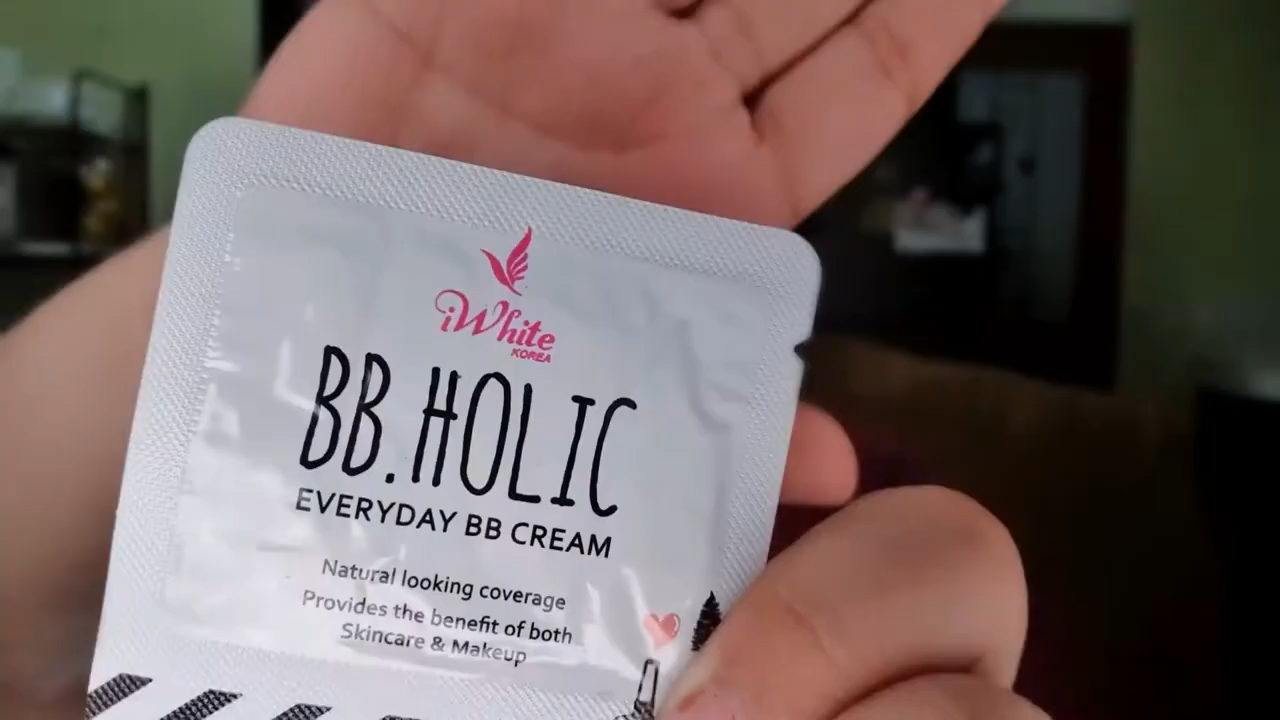 iWhite
KOREA
BB.HOLIC
EVERYDAY BB CREAM
Natural looking coverage
Provides the benefit of both
Skincare & Makeup